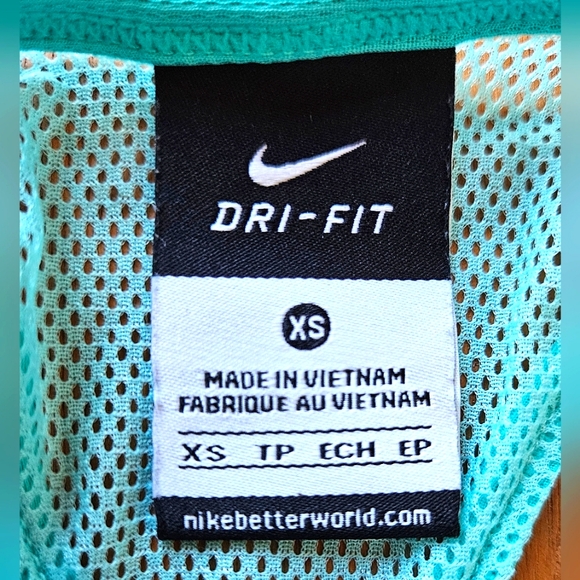 DRI-FIT
XS
MADE IN VIETNAM
FABRIQUE AU VIETNAM
XS TP ECH EP
nikebetterworld.com